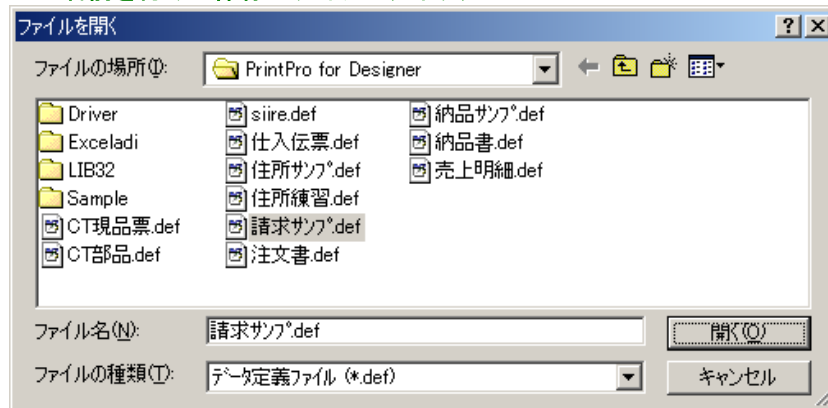 ファイルを開く
ファイルの場所(I):
PrintPro for Designer
Driver
Exceladi
LIB32
Sample
CT現品票.def
CT部品.def
siire.def
仕入伝票.def
住所サンプ.def
住所練習.def
請求サンプ.def
注文書.def
納品サンプ.def
納品書.def
売上明細.def
ファイル名(N):
請求サンプ.def
開く(O)
ファイルの種類(T):
データ定義ファイル (*.def)
キャンセル